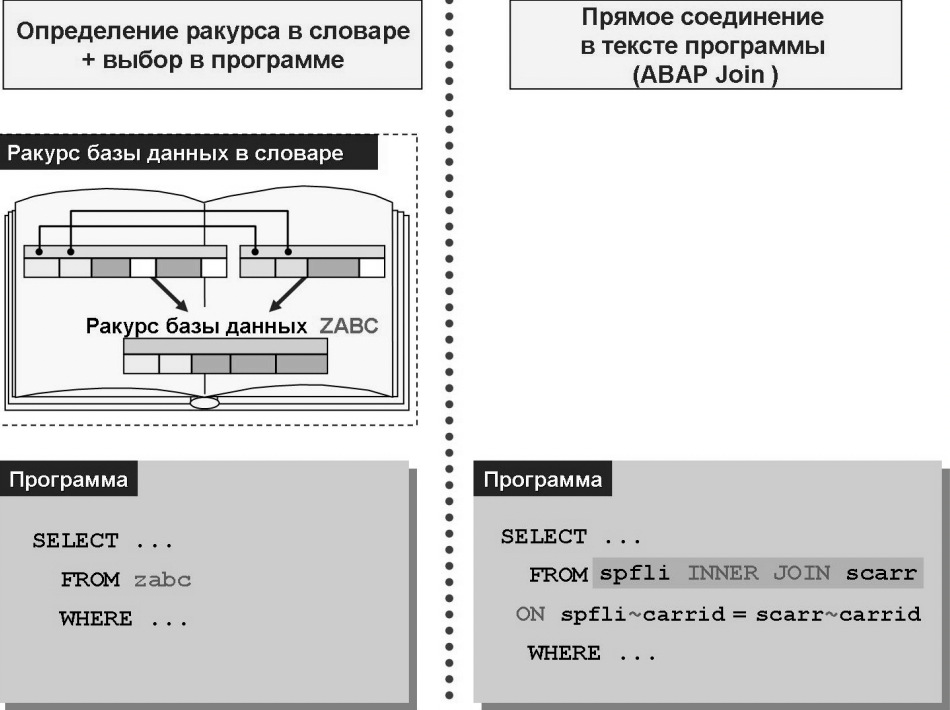 Определение ракурса в словаре
+ выбор в программе
Ракурс базы данных в словаре
Ракурс базы данных ZABC
Программа
SELECT ...
FROM zabc
WHERE ...
Прямое соединение
в тексте программы
(ABAP Join )
Программа
SELECT ...
FROM spfli INNER JOIN scarr
ON spfli~carrid = scarr~carrid
WHERE ...